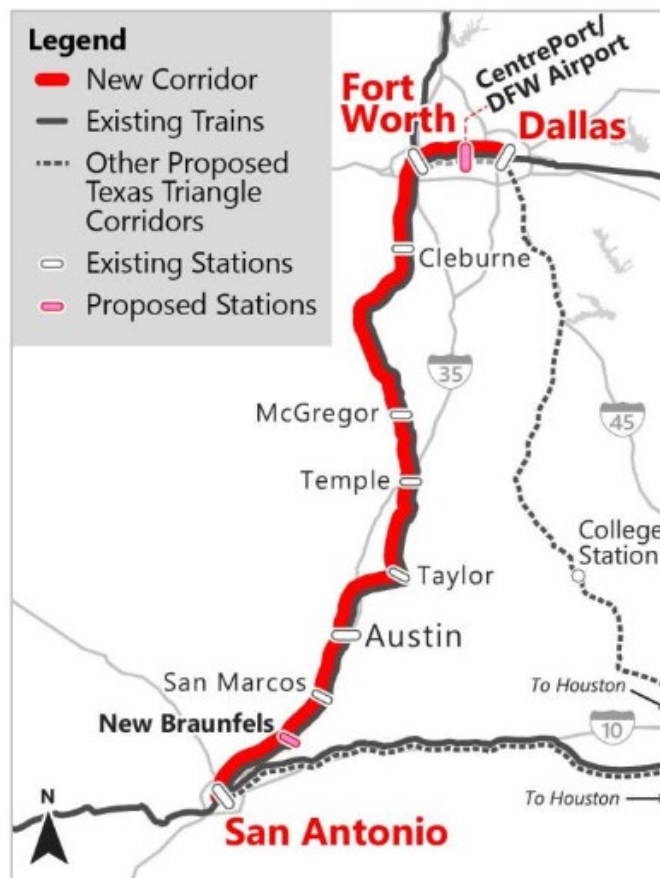 Legend
New Corridor
Existing Trains
Other Proposed
Texas Triangle
Corridors
Existing Stations
Proposed Stations
CentrePort/
DFW Airport
Fort
Worth
Dallas
Cleburne
35
45
McGregor
Temple
College
Station
Taylor
Austin
San Marcos
To Houston
New Braunfels
10
To Houston
San Antonio
N